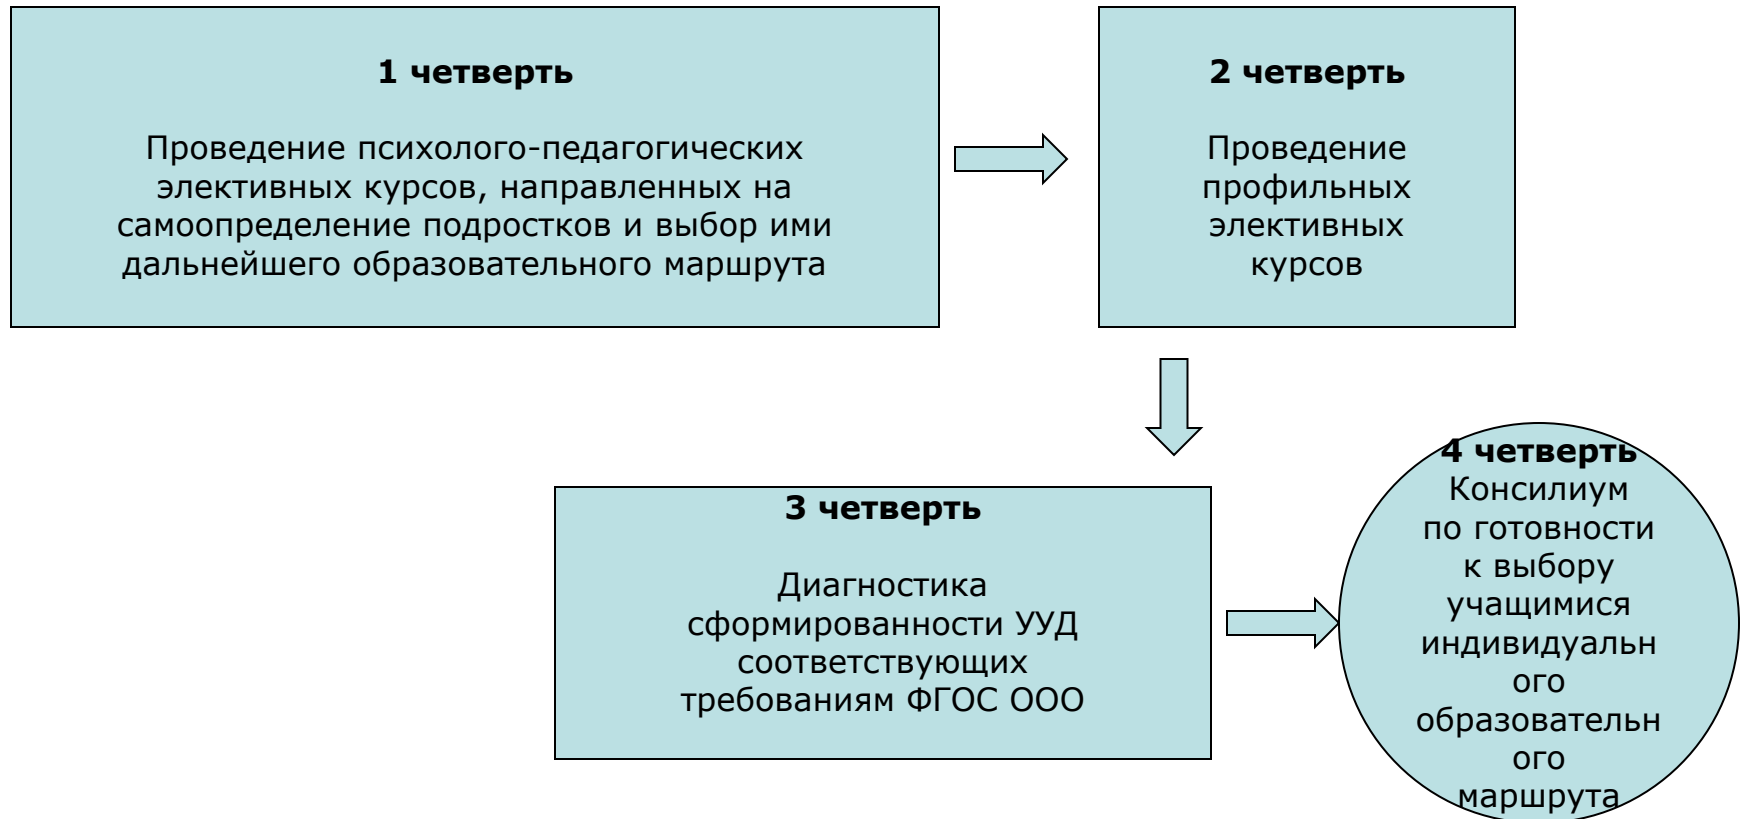 1 четверть
Проведение психолого-педагогических
элективных курсов, направленных на
самоопределение подростков и выбор ими
дальнейшего образовательного маршрута
2 четверть
Проведение
профильных
элективных
курсов
3 четверть
Диагностика
сформированности УУД
соответствующих
требованиям ФГОС ООО
4 четверть
Консилиум
по готовности
к выбору
учащимися
индивидуальн
ого
образовательн
ого
маршрута